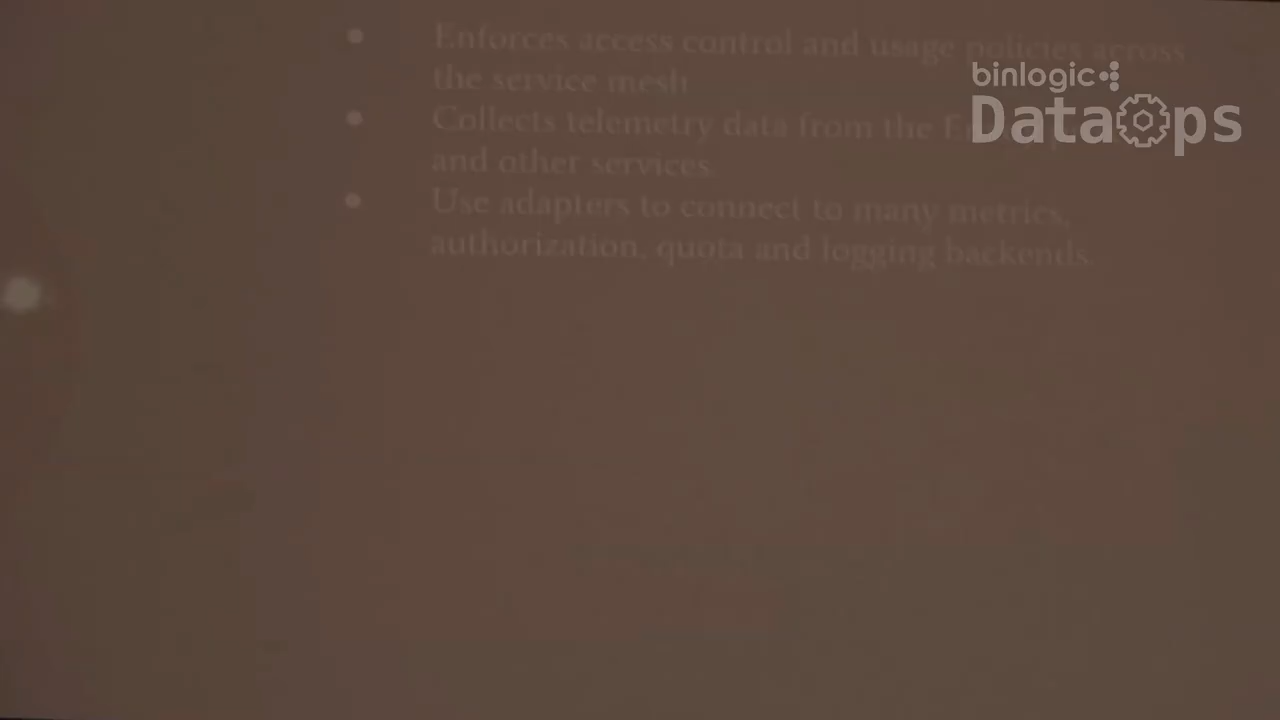 Enforces access control and usage policies across
the service mesh
Collects telemetry data from the
and other services.
Use adapters to connect to many metrics,
authorization, quota and logging backends.
binlogic
DataOps